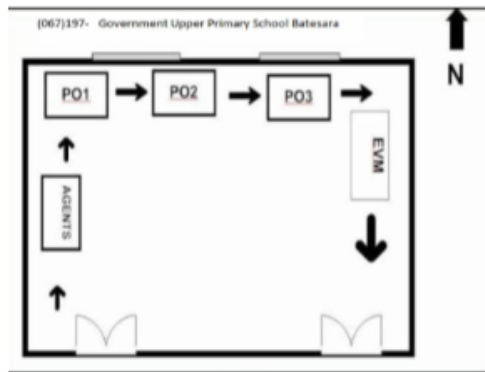 (067)197- Government Upper Primary School Batesara
N
PO1
PO2
PO3
EVM
AGENTS